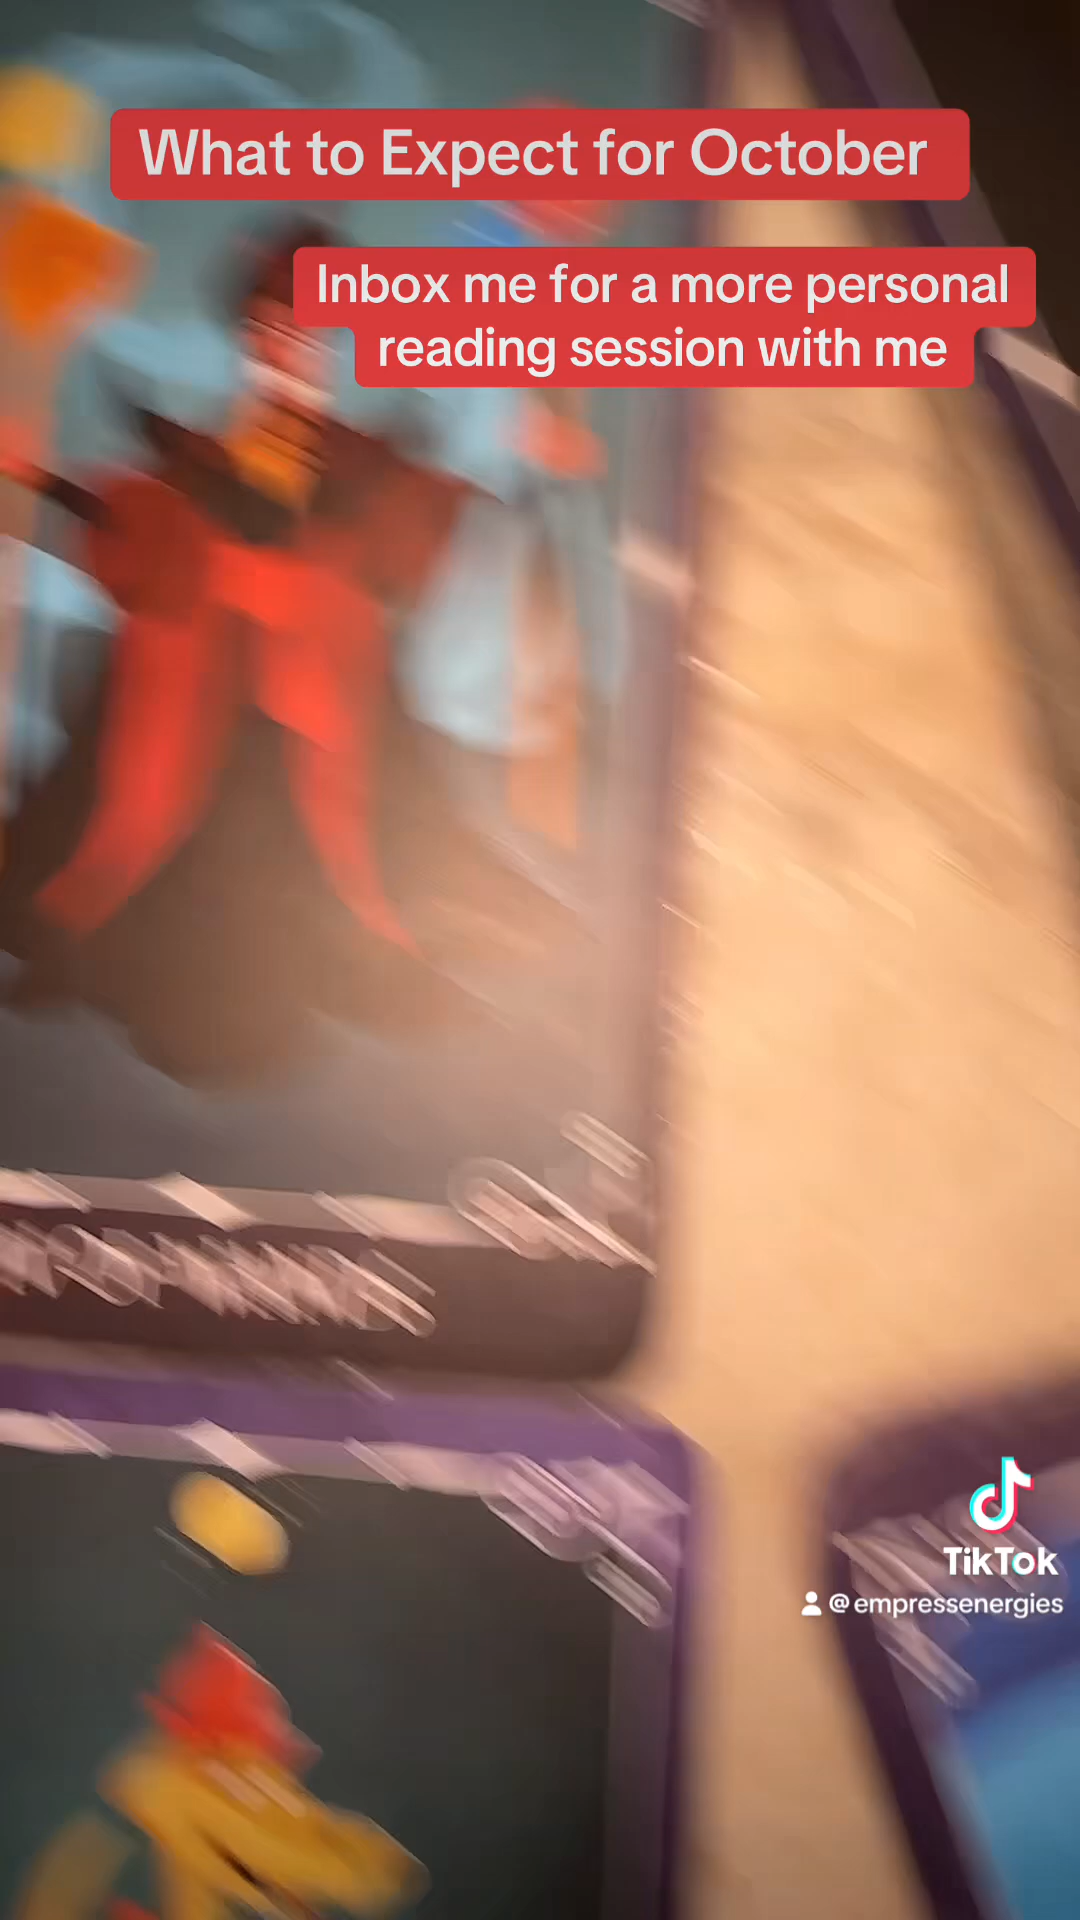 What to Expect for October
Inbox me for a more personal
reading session with me
TikTok
@empressenergies